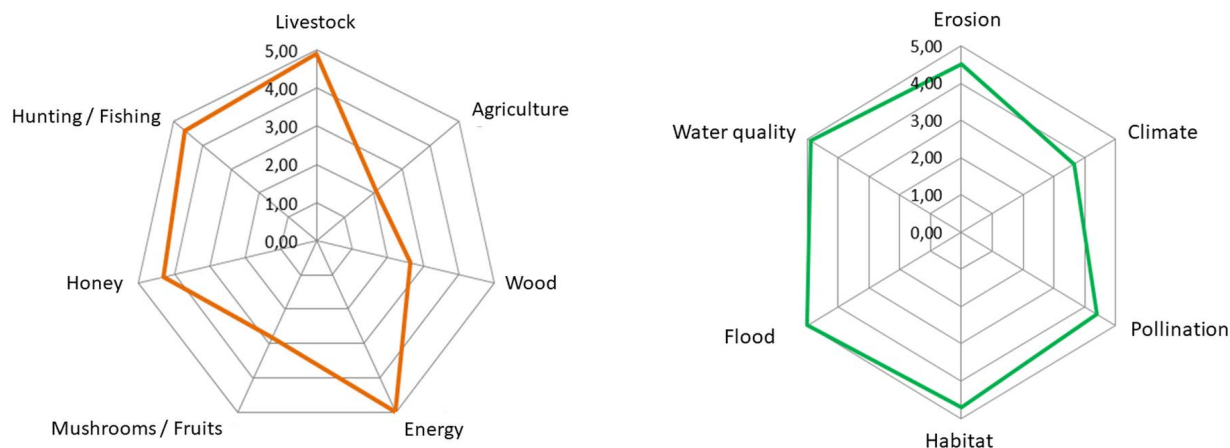 Livestock
5,00
4,00
3,00
2,00
1,00
0,00
Agriculture
Wood
Energy
Mushrooms / Fruits
Honey
Hunting / Fishing
Erosion
5,00
4,00
3,00
2,00
1,00
0,00
Climate
Pollination
Habitat
Flood
Water quality